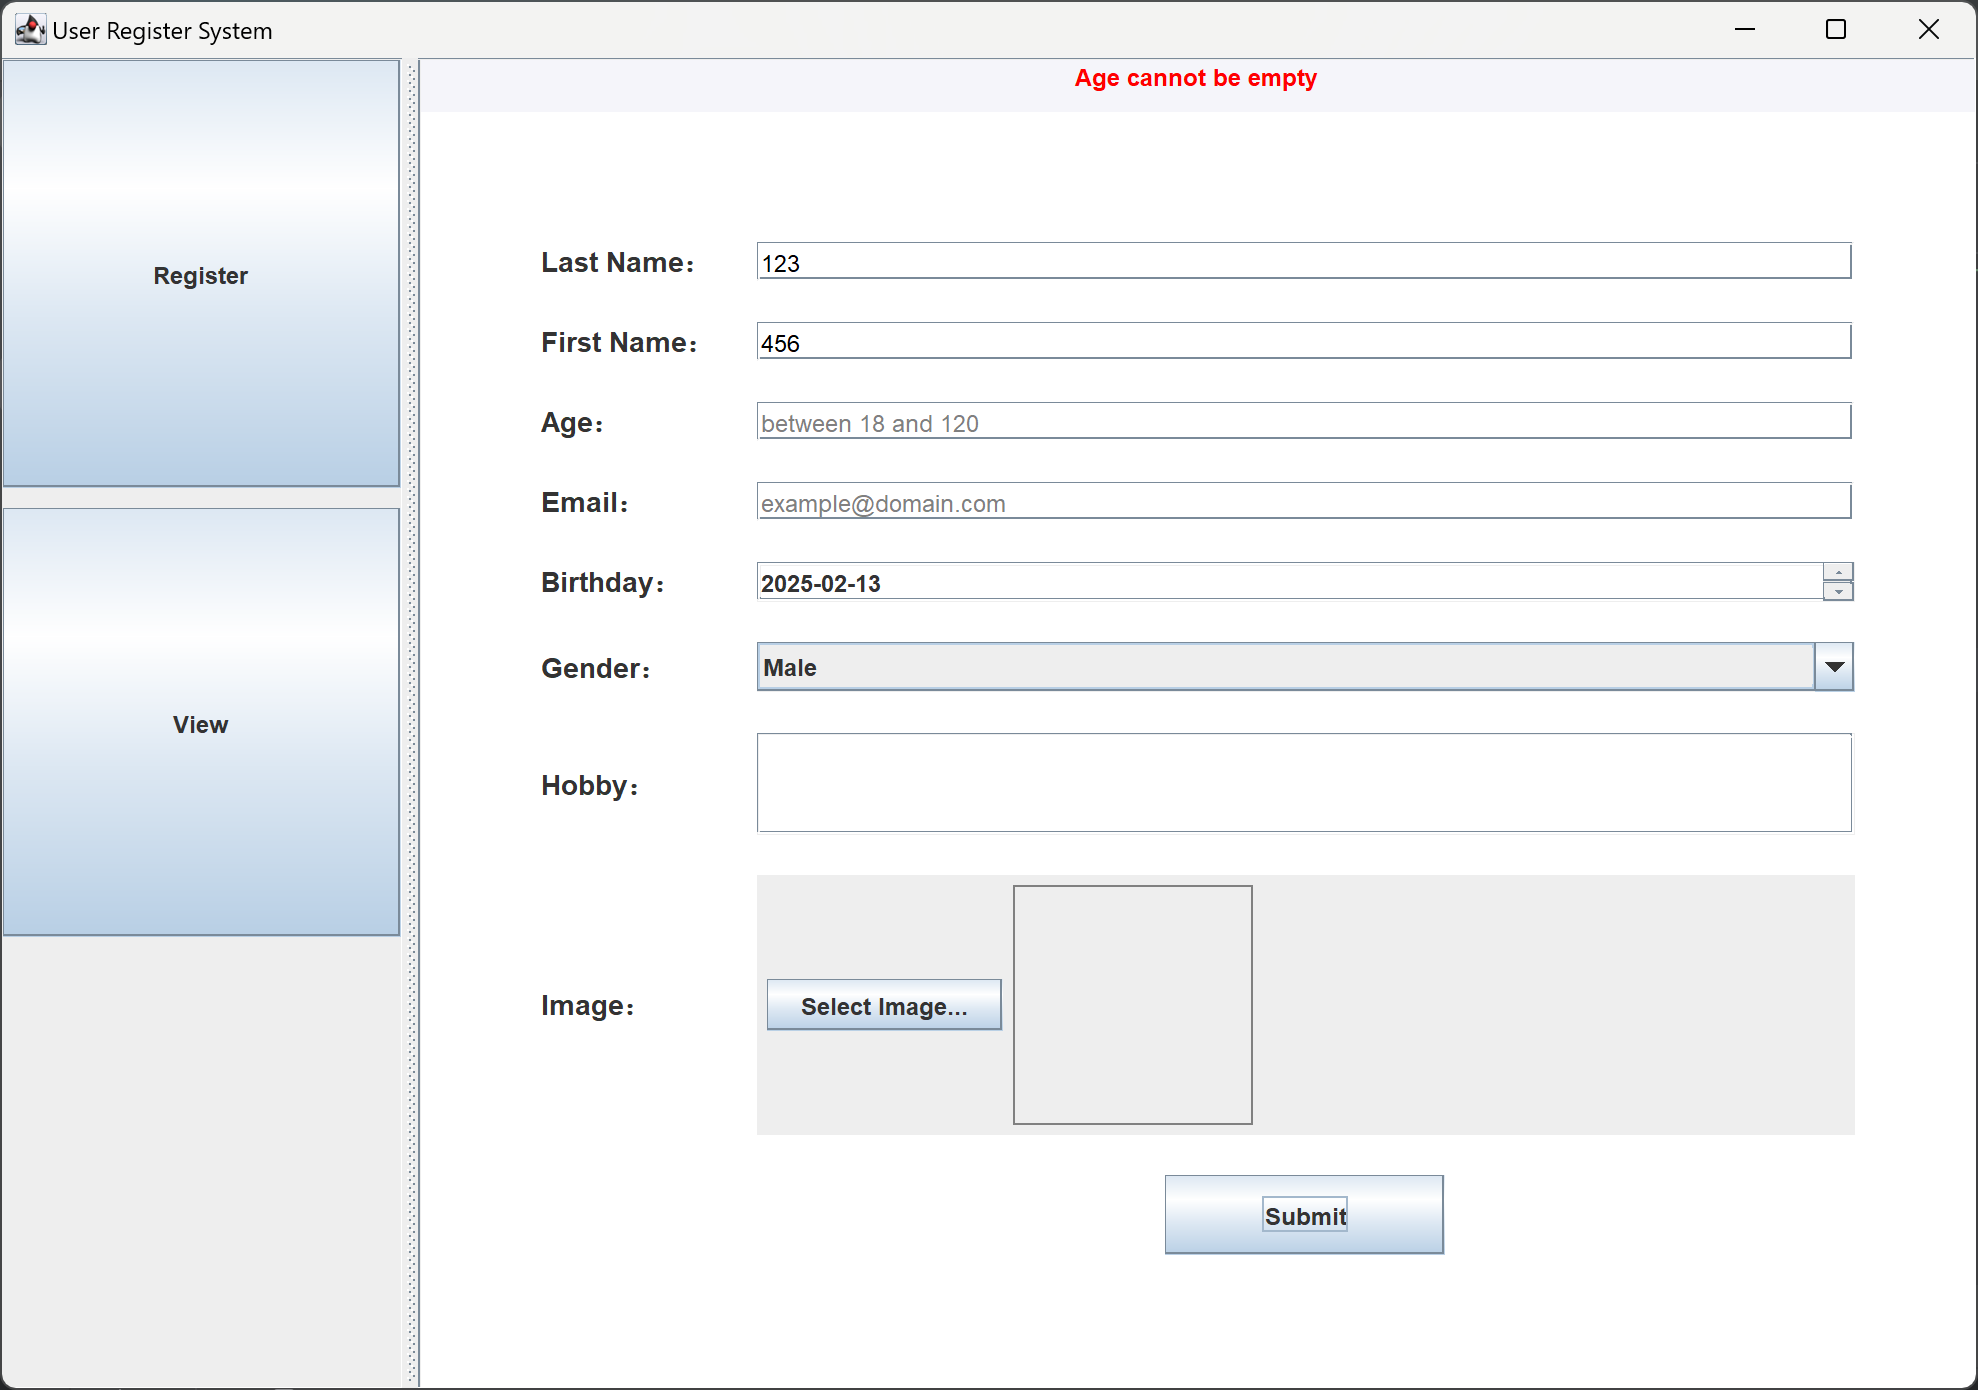 User Register System
Age cannot be empty
Register
View
Last Name：
123
First Name：
456
Age：
between 18 and 120
Email：
example@domain.com
Birthday：
2025-02-13
Gender：
Male
Hobby：
Image：
Select Image...
Submit